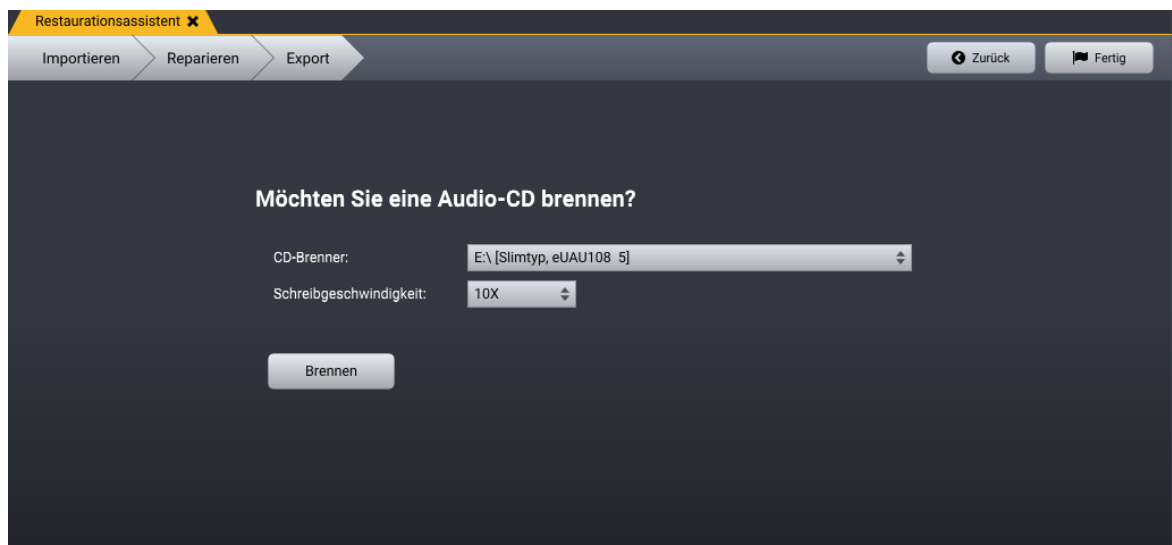 Restaurationsassistent
Importieren Reparieren Export Zurück Fertig
Möchten Sie eine Audio-CD brennen?
CD-Brenner: E:\ [Slimtyp, eUAU108 5]
Schreibgeschwindigkeit: 10X
Brennen